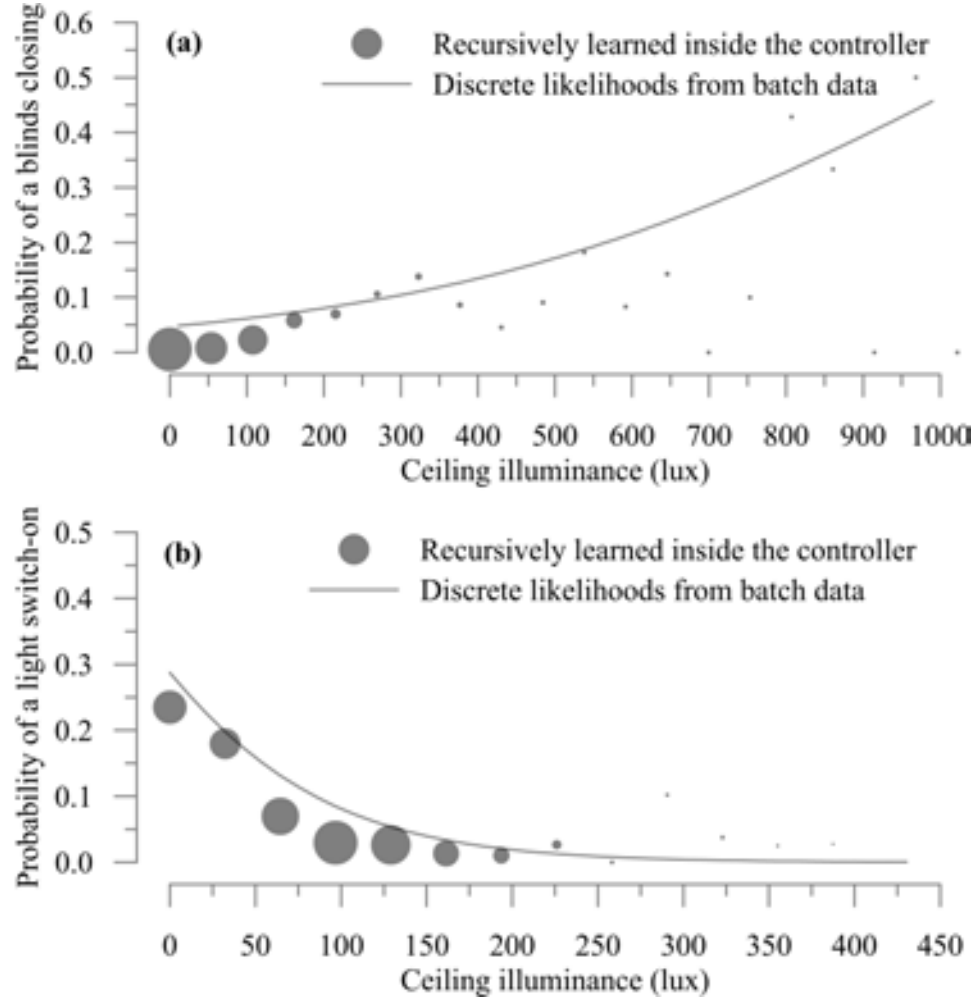 (a)
Recursively learned inside the controller
Discrete likelihoods from batch data
Probability of a blinds closing
0.6
0.5
0.4
0.3
0.2
0.1
0.0
0 100 200 300 400 500 600 700 800 900 1000
Ceiling illuminance (lux)
(b)
Recursively learned inside the controller
Discrete likelihoods from batch data
Probability of a light switch-on
0.5
0.4
0.3
0.2
0.1
0.0
0 50 100 150 200 250 300 350 400 450
Ceiling illuminance (lux)